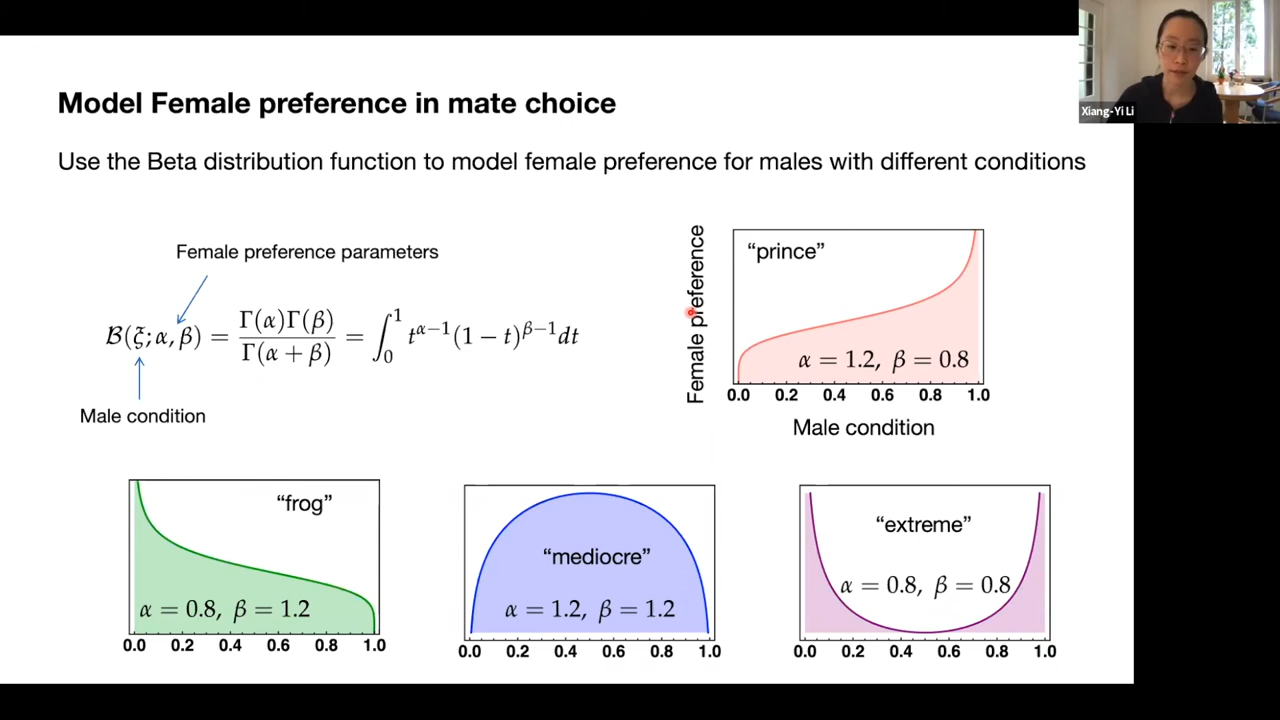 Model Female preference in mate choice
Xiang-Yi Li
Use the Beta distribution function to model female preference for males with different conditions
Female preference parameters
ℬ(ξ; α, β) = Γ(α)Γ(β) / Γ(α + β) = ∫₀¹ t^{α−1}(1 − t)^{β−1}dt
Male condition
Female preference
“prince”
α = 1.2, β = 0.8
0.0 0.2 0.4 0.6 0.8 1.0
Male condition
“frog”
α = 0.8, β = 1.2
0.0 0.2 0.4 0.6 0.8 1.0
“mediocre”
α = 1.2, β = 1.2
0.0 0.2 0.4 0.6 0.8 1.0
“extreme”
α = 0.8, β = 0.8
0.0 0.2 0.4 0.6 0.8 1.0